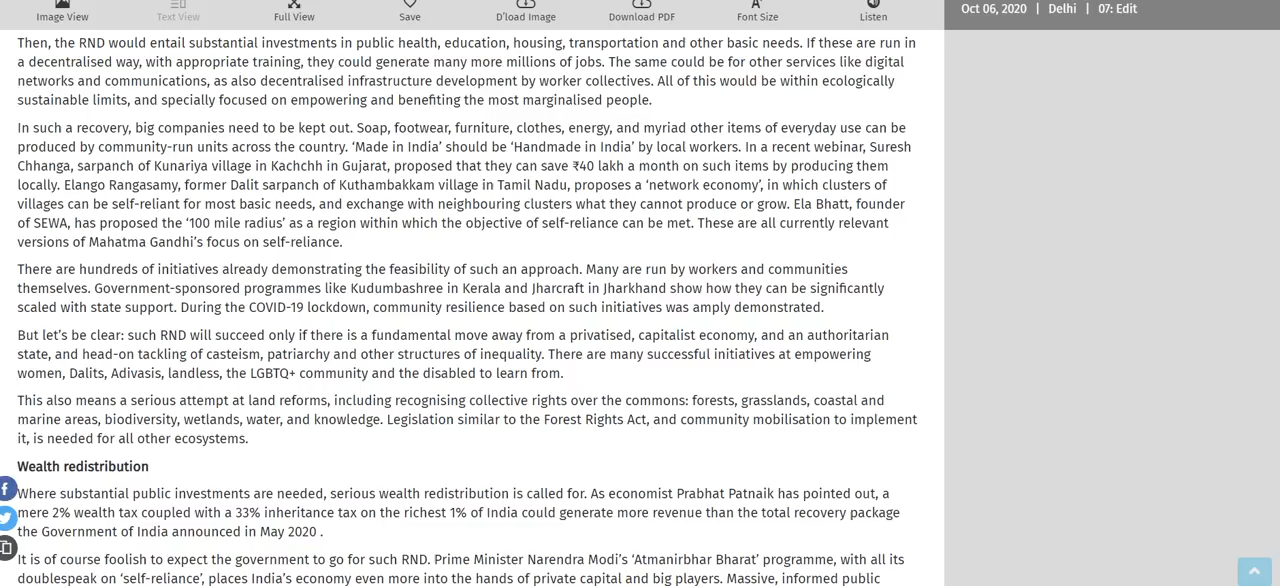 Image View
Text View
Full View
Save
D'load Image
Download PDF
Font Size
Listen
Oct 06, 2020 | Delhi | 07: Edit
Then, the RND would entail substantial investments in public health, education, housing, transportation and other basic needs. If these are run in
a decentralised way, with appropriate training, they could generate many more millions of jobs. The same could be for other services like digital
networks and communications, as also decentralised infrastructure development by worker collectives. All of this would be within ecologically
sustainable limits, and specially focused on empowering and benefiting the most marginalised people.
In such a recovery, big companies need to be kept out. Soap, footwear, furniture, clothes, energy, and myriad other items of everyday use can be
produced by community-run units across the country. ‘Made in India’ should be ‘Handmade in India’ by local workers. In a recent webinar, Suresh
Chhanga, sarpanch of Kunariya village in Kachchh in Gujarat, proposed that they can save ₹40 lakh a month on such items by producing them
locally. Elango Rangasamy, former Dalit sarpanch of Kuthambakkam village in Tamil Nadu, proposes a ‘network economy’, in which clusters of
villages can be self-reliant for most basic needs, and exchange with neighbouring clusters what they cannot produce or grow. Ela Bhatt, founder
of SEWA, has proposed the ‘100 mile radius’ as a region within which the objective of self-reliance can be met. These are all currently relevant
versions of Mahatma Gandhi’s focus on self-reliance.
There are hundreds of initiatives already demonstrating the feasibility of such an approach. Many are run by workers and communities
themselves. Government-sponsored programmes like Kudumbashree in Kerala and Jharcraft in Jharkhand show how they can be significantly
scaled with state support. During the COVID-19 lockdown, community resilience based on such initiatives was amply demonstrated.
But let’s be clear: such RND will succeed only if there is a fundamental move away from a privatised, capitalist economy, and an authoritarian
state, and head-on tackling of casteism, patriarchy and other structures of inequality. There are many successful initiatives at empowering
women, Dalits, Adivasis, landless, the LGBTQ+ community and the disabled to learn from.
This also means a serious attempt at land reforms, including recognising collective rights over the commons: forests, grasslands, coastal and
marine areas, biodiversity, wetlands, water, and knowledge. Legislation similar to the Forest Rights Act, and community mobilisation to implement
it, is needed for all other ecosystems.
Wealth redistribution
Where substantial public investments are needed, serious wealth redistribution is called for. As economist Prabhat Patnaik has pointed out, a
mere 2% wealth tax coupled with a 33% inheritance tax on the richest 1% of India could generate more revenue than the total recovery package
the Government of India announced in May 2020 .
It is of course foolish to expect the government to go for such RND. Prime Minister Narendra Modi’s ‘Atmanirbhar Bharat’ programme, with all its
doublespeak on ‘self-reliance’, places India’s economy even more into the hands of private capital and big players. Massive, informed public